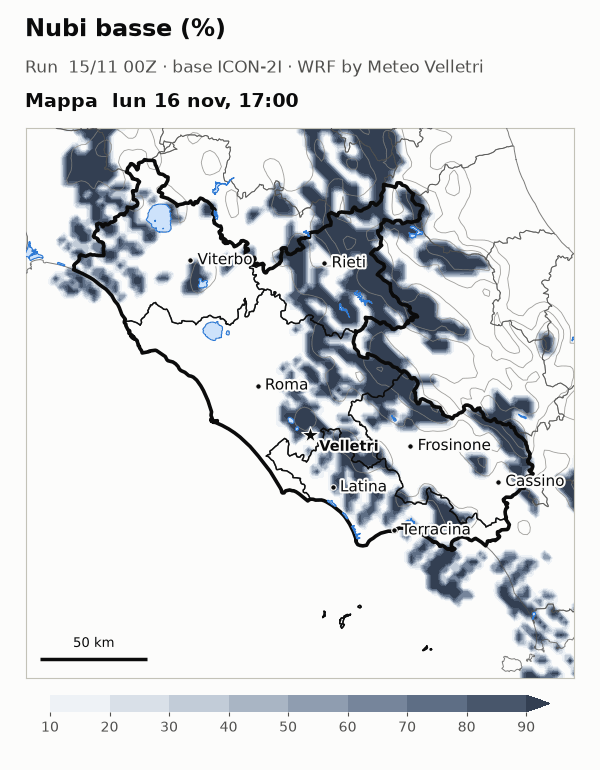 Nubi basse (%)
Run  15/11 00Z · base ICON-2I · WRF by Meteo Velletri
Mappa  lun 16 nov, 17:00
Viterbo
Rieti
Roma
Velletri
Frosinone
Latina
Cassino
Terracina
50 km
10 20 30 40 50 60 70 80 90